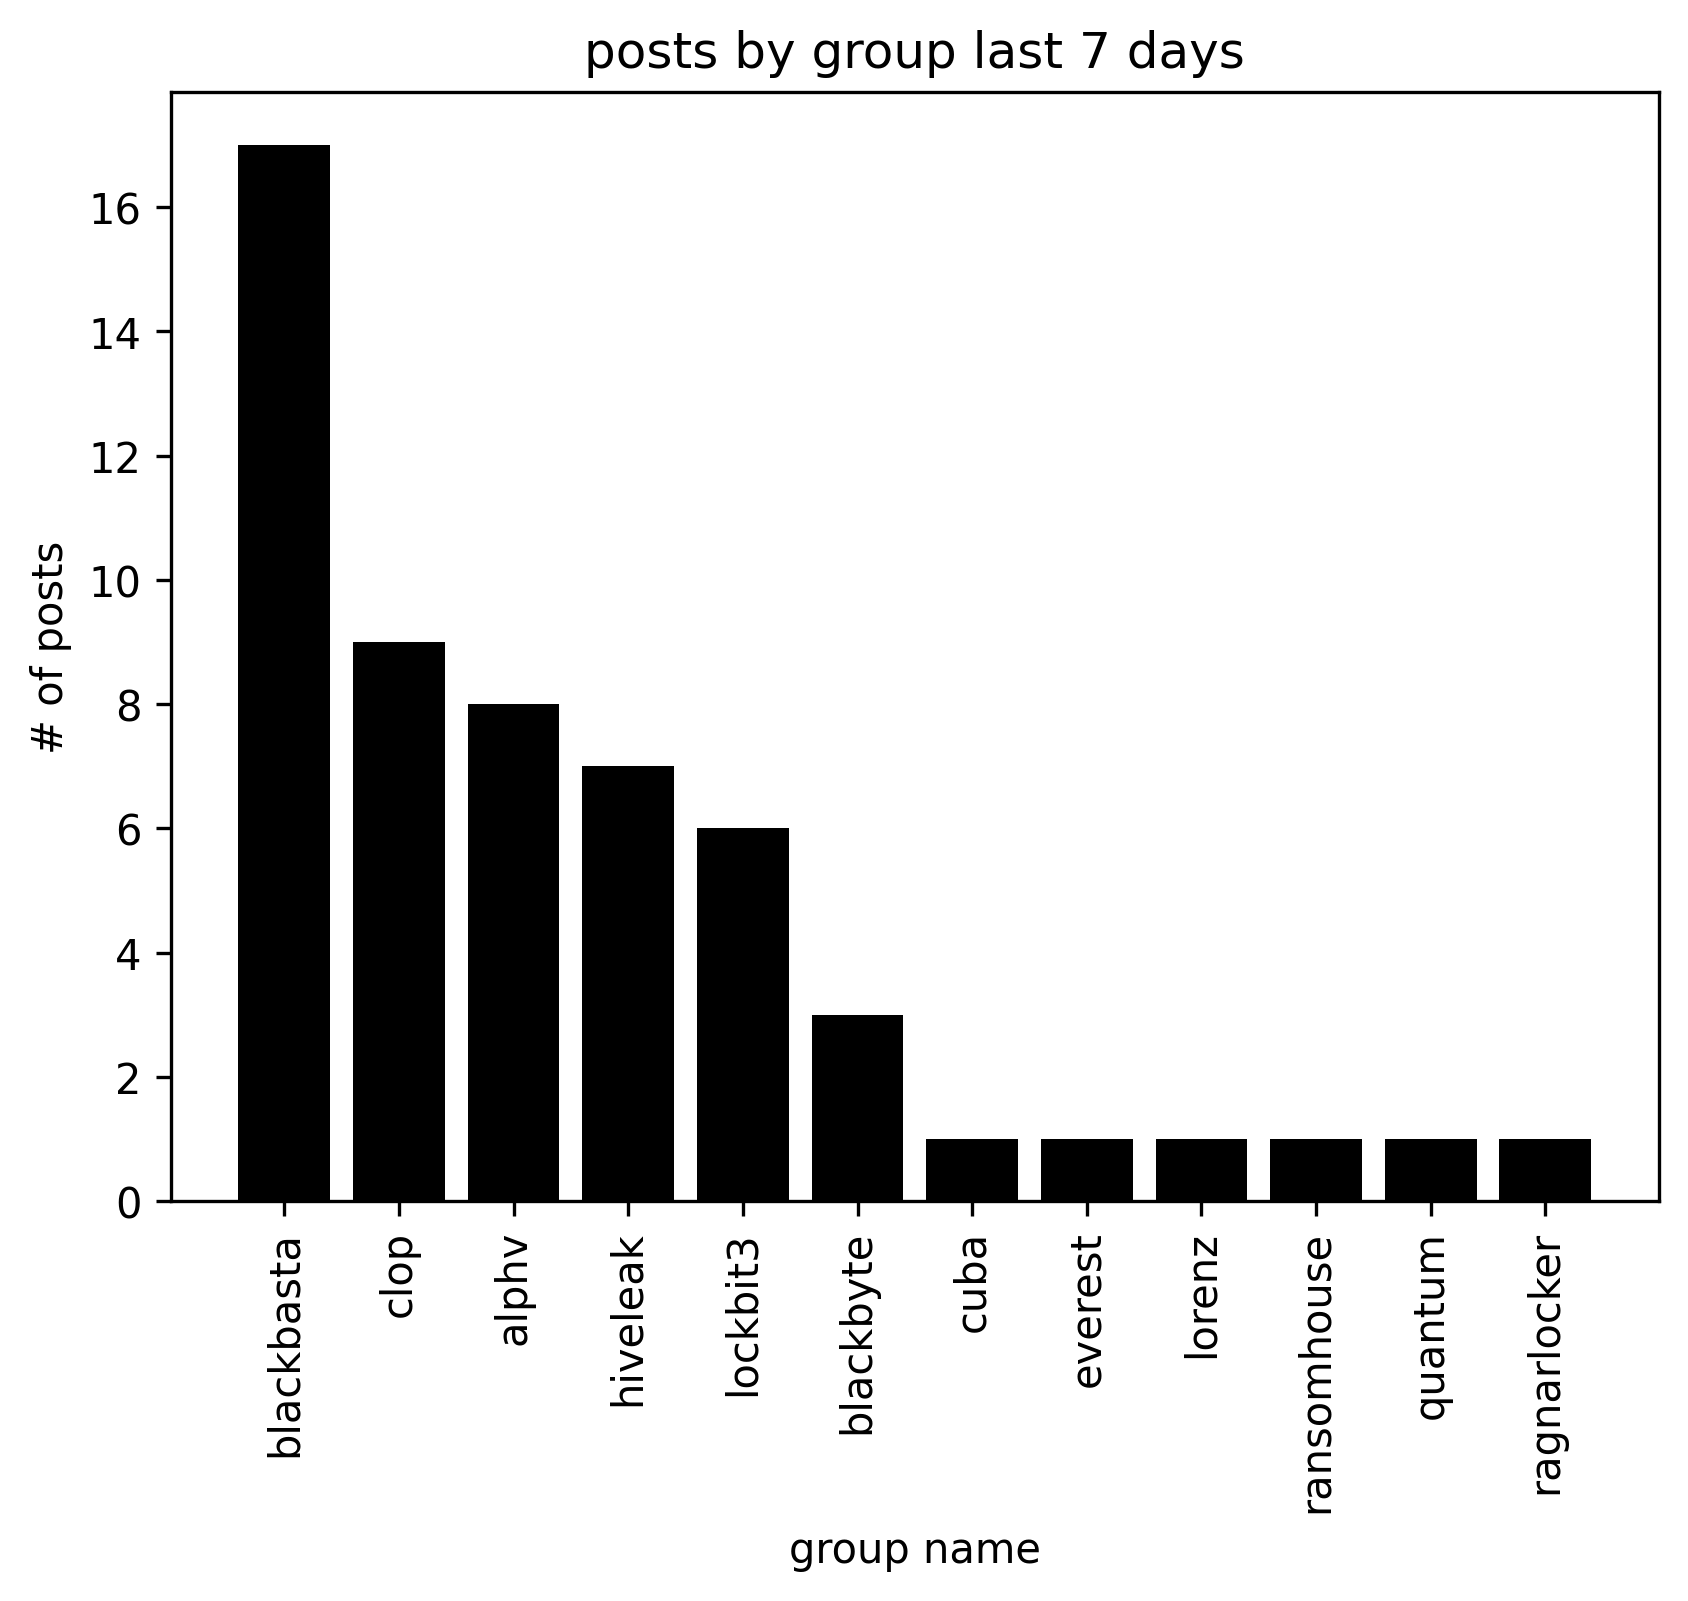 posts by group last 7 days
# of posts
16
14
12
10
8
6
4
2
0
blackbasta
clop
alphv
hiveleak
lockbit3
blackbyte
cuba
everest
lorenz
ransomhouse
quantum
ragnarlocker
group name